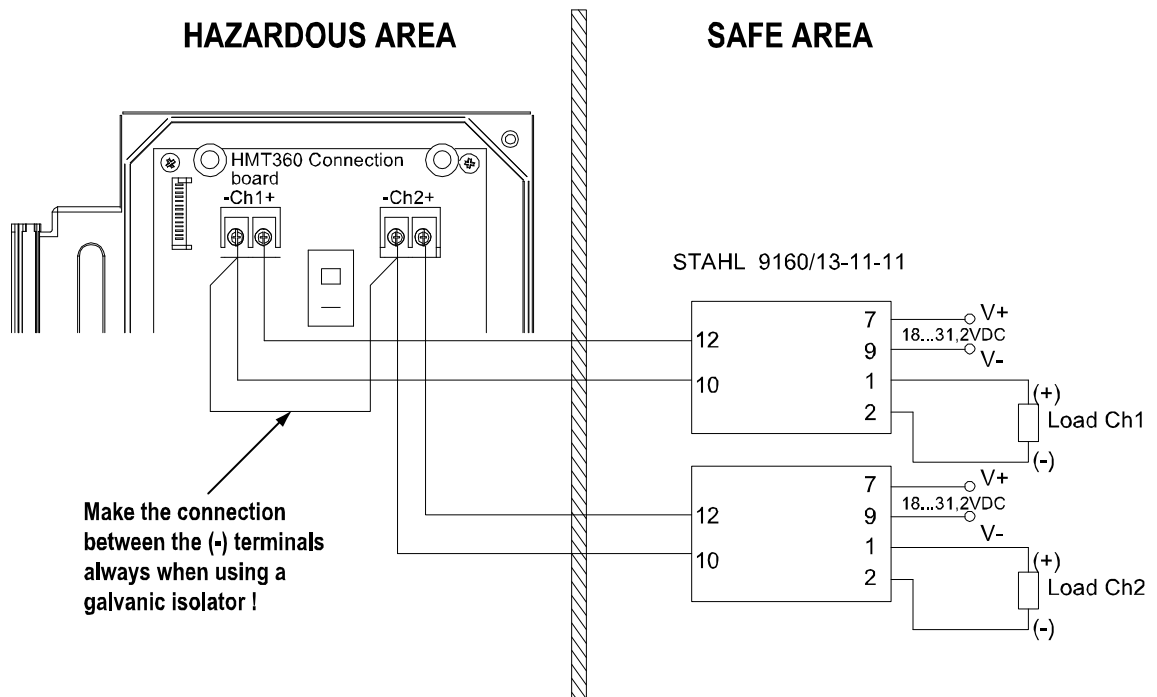 HAZARDOUS AREA
SAFE AREA
HMT360 Connection
board
-Ch1+
-Ch2+
STAHL 9160/13-11-11
12
10
7
9
1
2
V+
18...31,2VDC
V-
(+)
Load Ch1
(-)
12
10
7
9
1
2
V+
18...31,2VDC
V-
(+)
Load Ch2
(-)
Make the connection
between the (-) terminals
always when using a
galvanic isolator !